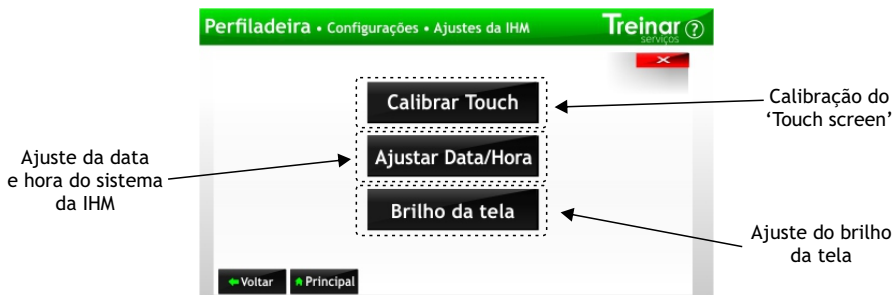 Perfiladeira • Configurações • Ajustes da IHM
Treinar
serviços
?
Calibrar Touch
Calibração do
‘Touch screen’
Ajustar Data/Hora
Ajuste da data
e hora do sistema
da IHM
Brilho da tela
Ajuste do brilho
da tela
Voltar
Principal